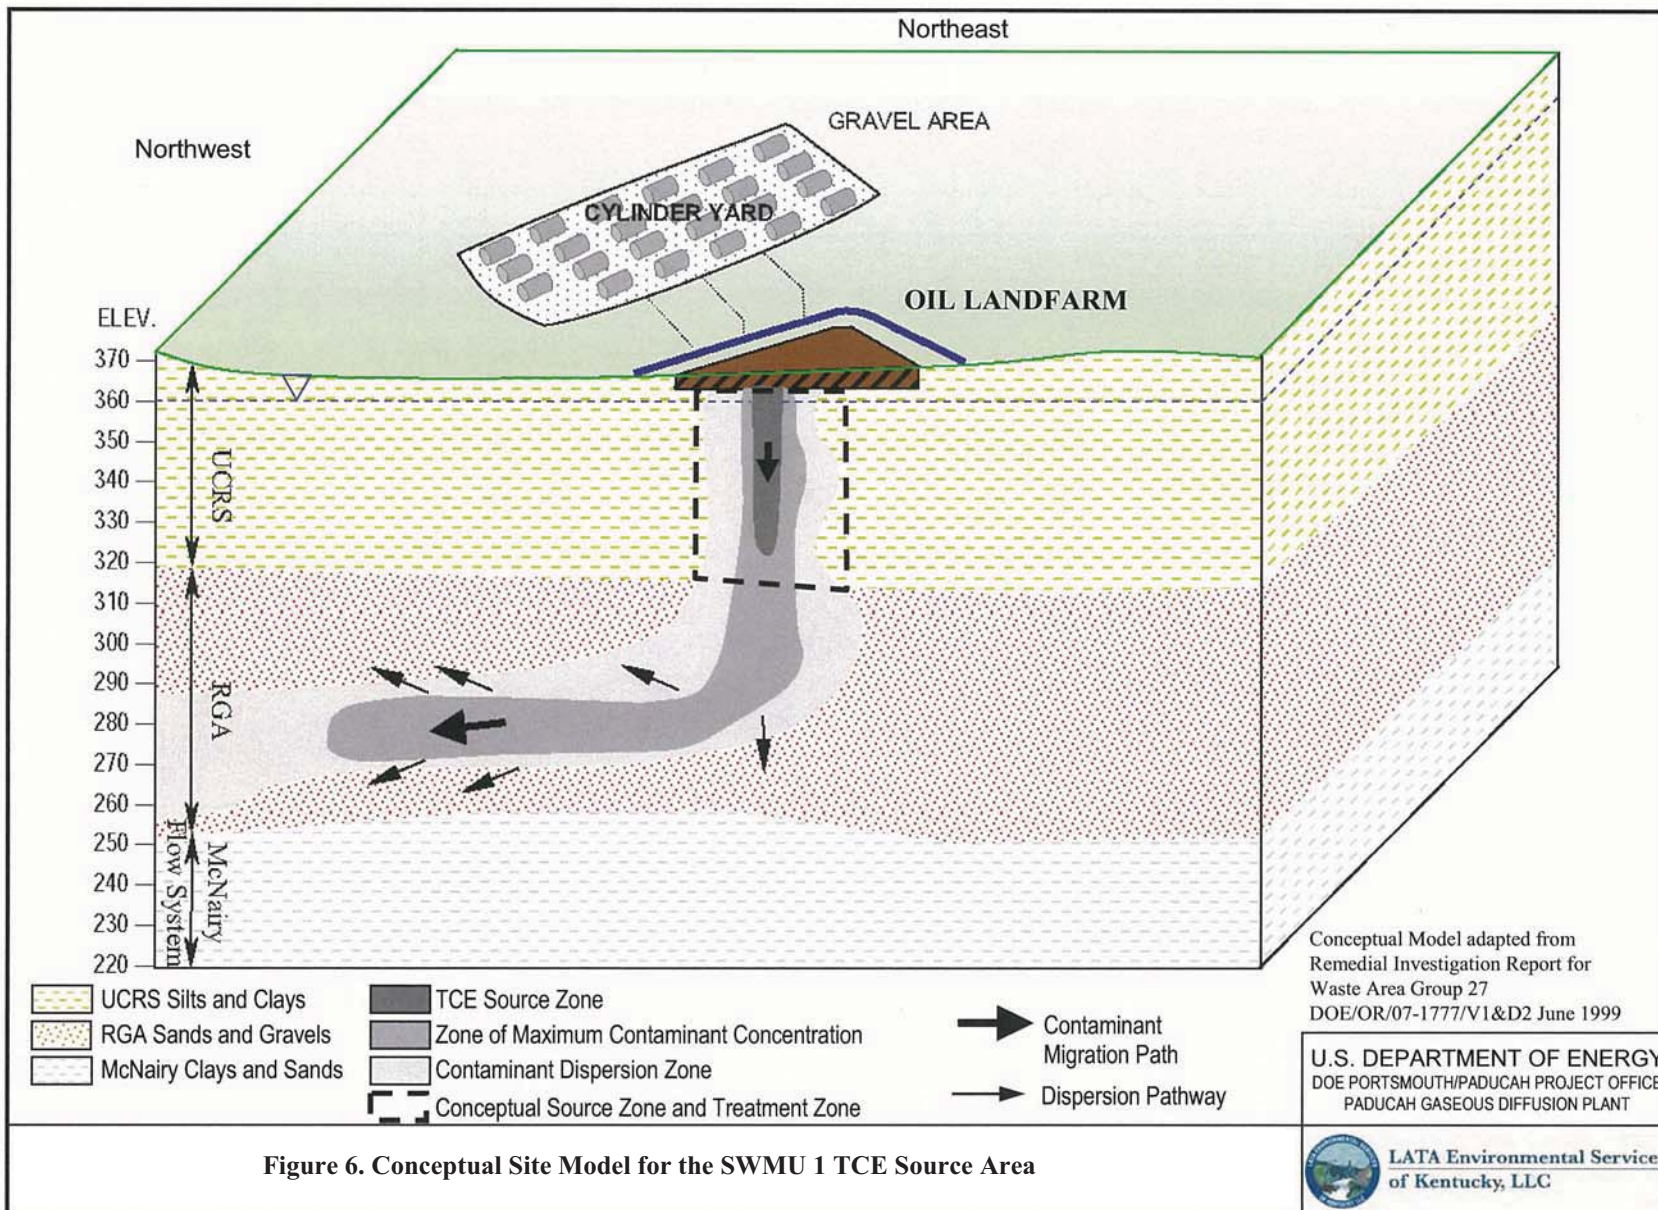 Northeast
Northwest
GRAVEL AREA
CYLINDER YARD
OIL LANDFARM
ELEV.
370
360
350
340
330
320
310
300
290
280
270
260
250
240
230
220
UCRS
RGA
McNairy
Flow System
UCRS Silts and Clays
RGA Sands and Gravels
McNairy Clays and Sands
TCE Source Zone
Zone of Maximum Contaminant Concentration
Contaminant Dispersion Zone
Conceptual Source Zone and Treatment Zone
Contaminant
Migration Path
Dispersion Pathway
Conceptual Model adapted from
Remedial Investigation Report for
Waste Area Group 27
DOE/OR/07-1777/V1&D2 June 1999
U.S. DEPARTMENT OF ENERGY
DOE PORTSMOUTH/PADUCAH PROJECT OFFICE
PADUCAH GASEOUS DIFFUSION PLANT
LATA Environmental Service
of Kentucky, LLC
Figure 6. Conceptual Site Model for the SWMU 1 TCE Source Area